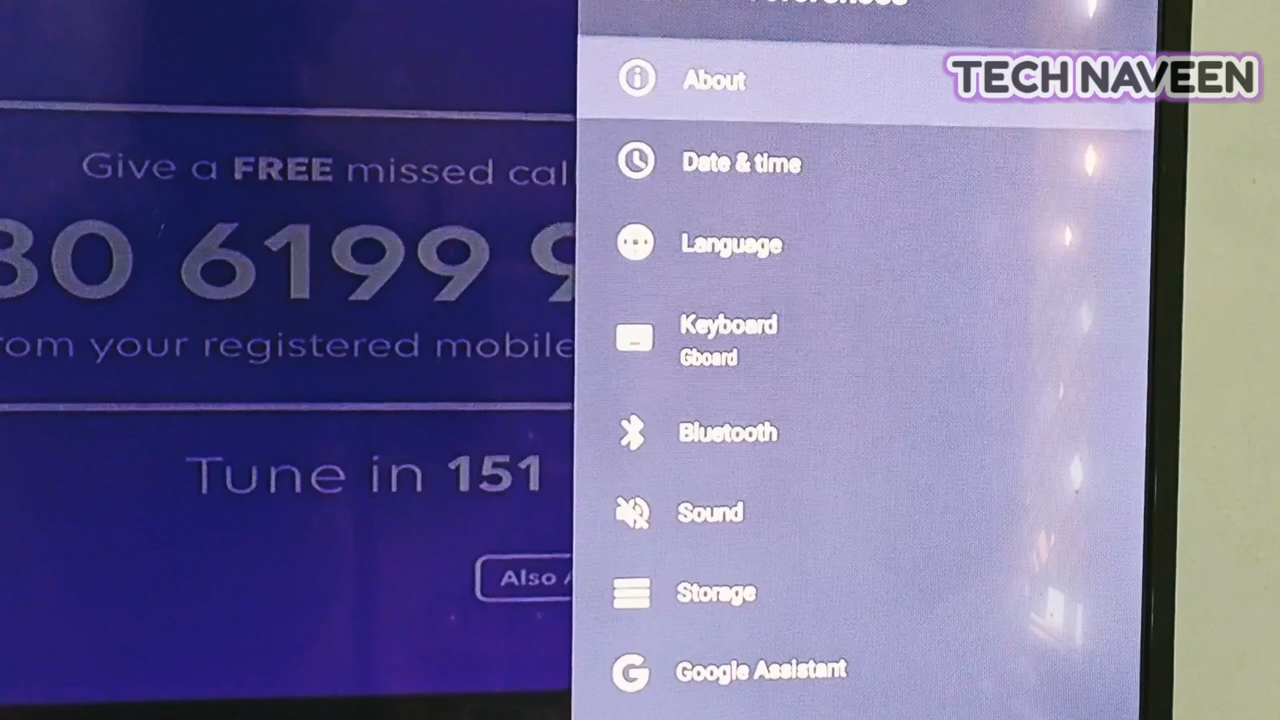 About
TECH NAVEEN
Give a FREE missed cal
Date & time
80 6199 9
Language
rom your registered mobile
Keyboard
Gboard
Bluetooth
Tune in 151
Sound
Also
Storage
Google Assistant